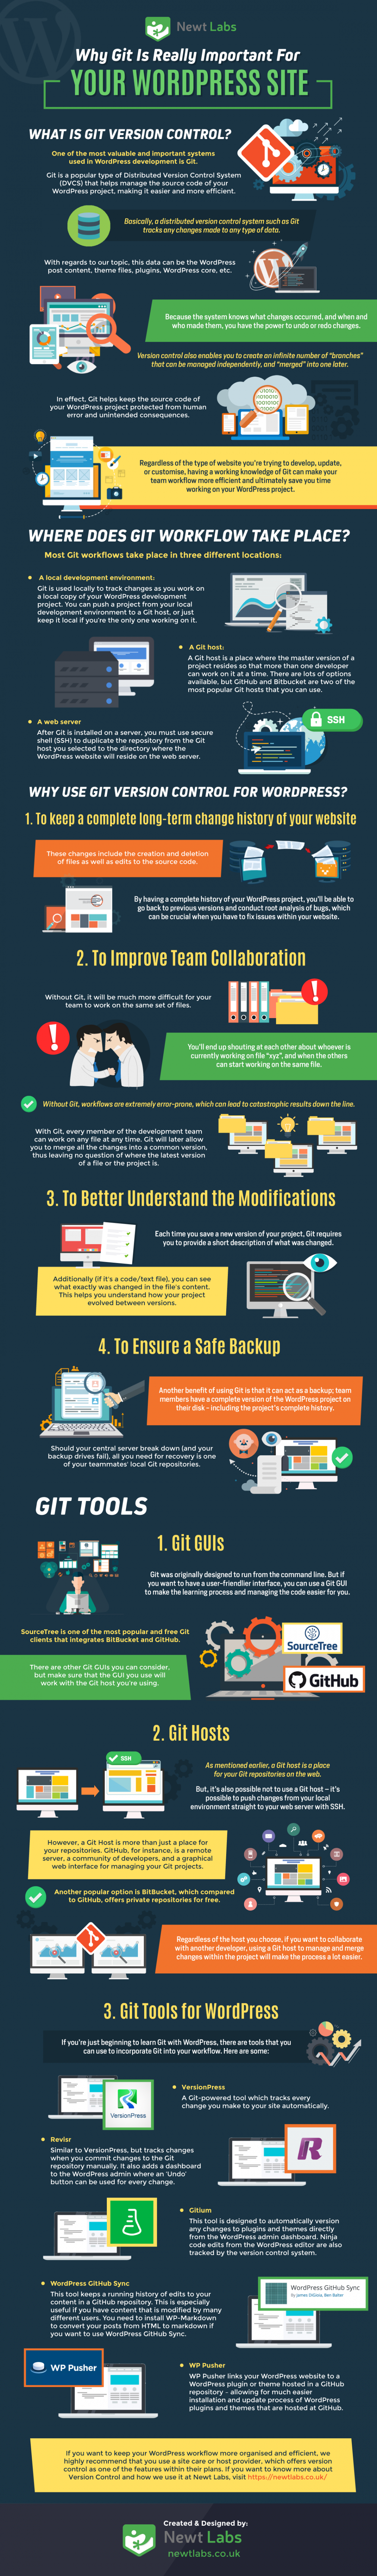 Newt Labs
Why Git Is Really Important For
YOUR WORDPRESS SITE
WHAT IS GIT VERSION CONTROL?
One of the most valuable and important systems
used in WordPress development is Git.
Git is a popular type of Distributed Version Control System
(DVCS) that helps manage the source code of your
WordPress project, making it easier and more efficient.
Basically, a distributed version control system such as Git
tracks any changes made to any type of data.
With regards to our topic, this data can be the WordPress
post content, theme files, plugins, WordPress core, etc.
Because the system knows what changes occurred, and when and
who made them, you have the power to undo or redo changes.
Version control also enables you to create an infinite number of “branches”
that can be managed independently, and “merged” into one later.
In effect, Git helps keep the source code of
your WordPress project protected from human
error and unintended consequences.
Regardless of the type of website you're trying to develop, update,
or customise, having a working knowledge of Git can make your
team workflow more efficient and ultimately save you time
working on your WordPress project.
WHERE DOES GIT WORKFLOW TAKE PLACE?
Most Git workflows take place in three different locations:
A local development environment:
Git is used locally to track changes as you work on
a local copy of your WordPress development
project. You can push a project from your local
development environment to a Git host, or just
keep it local if you're the only one working on it.
A Git host:
A Git host is a place where the master version of a
project resides so that more than one developer
can work on it at a time. There are lots of options
available, but GitHub and Bitbucket are two of the
most popular Git hosts that you can use.
A web server
After Git is installed on a server, you must use secure
shell (SSH) to duplicate the repository from the Git
host you selected to the directory where the
WordPress website will reside on the web server.
SSH
WHY USE GIT VERSION CONTROL FOR WORDPRESS?
1. To keep a complete long-term change history of your website
These changes include the creation and deletion
of files as well as edits to the source code.
By having a complete history of your WordPress project, you'll be able to
go back to previous versions and conduct root analysis of bugs, which
can be crucial when you have to fix issues within your website.
2. To Improve Team Collaboration
Without Git, it will be much more difficult for your
team to work on the same set of files.
You'll end up shouting at each other about whoever is
currently working on file “xyz”, and when the others
can start working on the same file.
Without Git, workflows are extremely error-prone, which can lead to catastrophic results down the line.
With Git, every member of the development team
can work on any file at any time. Git will later allow
you to merge all the changes into a common version,
thus leaving no question of where the latest version
of a file or the project is.
3. To Better Understand the Modifications
Each time you save a new version of your project, Git requires
you to provide a short description of what was changed.
Additionally (if it's a code/text file), you can see
what exactly was changed in the file's content.
This helps you understand how your project
evolved between versions.
4. To Ensure a Safe Backup
Another benefit of using Git is that it can act as a backup; team
members have a complete version of the WordPress project on
their disk - including the project's complete history.
Should your central server break down (and your
backup drives fail), all you need for recovery is one
of your teammates' local Git repositories.
GIT TOOLS
1. Git GUIs
Git was originally designed to run from the command line. But if
you want to have a user-friendlier interface, you can use a Git GUI
to make the learning process and managing the code easier for you.
SourceTree is one of the most popular and free Git
clients that integrates BitBucket and GitHub.
SourceTree
GitHub
There are other Git GUIs you can consider,
but make sure that the GUI you use will
work with the Git host you're using.
2. Git Hosts
SSH
As mentioned earlier, a Git host is a place
for your Git repositories on the web.
But, it's also possible not to use a Git host – it's
possible to push changes from your local
environment straight to your web server with SSH.
However, a Git Host is more than just a place for
your repositories. GitHub, for instance, is a remote
server, a community of developers, and a graphical
web interface for managing your Git projects.
Another popular option is BitBucket, which compared
to GitHub, offers private repositories for free.
Regardless of the host you choose, if you want to collaborate
with another developer, using a Git host to manage and merge
changes within the project will make the process a lot easier.
3. Git Tools for WordPress
If you're just beginning to learn Git with WordPress, there are tools that you
can use to incorporate Git into your workflow. Here are some:
VersionPress
VersionPress
A Git-powered tool which tracks every
change you make to your site automatically.
Revisr
Similar to VersionPress, but tracks changes
when you commit changes to the Git
repository manually. It also adds a dashboard
to the WordPress admin where an 'Undo'
button can be used for every change.
R
Gitium
This tool is designed to automatically version
any changes to plugins and themes directly
from the WordPress admin dashboard. Ninja
code edits from the WordPress editor are also
tracked by the version control system.
WordPress GitHub Sync
This tool keeps a running history of edits to your
content in a GitHub repository. This is especially
useful if you have content that is modified by many
different users. You need to install WP-Markdown
to convert your posts from HTML to markdown if
you want to use WordPress GitHub Sync.
WordPress GitHub Sync
By James DiGioia, Ben Balter
WP Pusher
WP Pusher
WP Pusher links your WordPress website to a
WordPress plugin or theme hosted in a GitHub
repository – allowing for much easier
installation and update process of WordPress
plugins and themes that are hosted at GitHub.
If you want to keep your WordPress workflow more organised and efficient, we
highly recommend that you use a site care or host provider, which offers version
control as one of the features within their plans. If you want to know more about
Version Control and how we use it at Newt Labs, visit https://newtlabs.co.uk/
Created & Designed by:
Newt Labs
newtlabs.co.uk